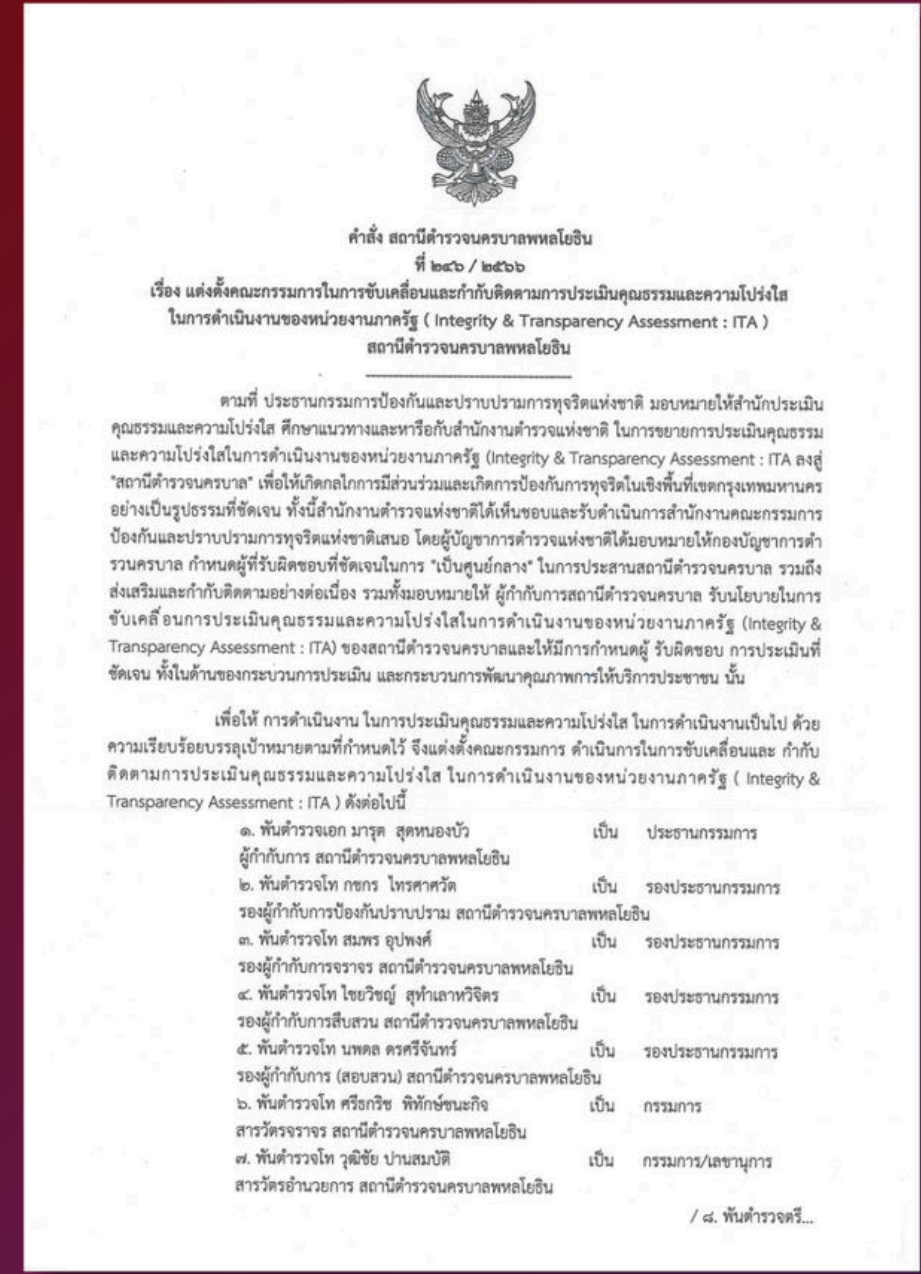 คำสั่ง สถานีตำรวจนครบาลพหลโยธิน
ที่ ๒๔๖ / ๒๕๖๖
เรื่อง แต่งตั้งคณะกรรมการในการขับเคลื่อนและกำกับติดตามการประเมินคุณธรรมและความโปร่งใส
ในการดำเนินงานของหน่วยงานภาครัฐ ( Integrity & Transparency Assessment : ITA )
สถานีตำรวจนครบาลพหลโยธิน
ตามที่ ประธานกรรมการป้องกันและปราบปรามการทุจริตแห่งชาติ มอบหมายให้สำนักประเมิน
คุณธรรมและความโปร่งใส ศึกษาแนวทางและหารือกับสำนักงานตำรวจแห่งชาติ ในการขยายการประเมินคุณธรรม
และความโปร่งใสในการดำเนินงานของหน่วยงานภาครัฐ (Integrity & Transparency Assessment : ITA ลงสู่
"สถานีตำรวจนครบาล" เพื่อให้เกิดกลไกการมีส่วนร่วมและเกิดการป้องกันการทุจริตในเชิงพื้นที่เขตกรุงเทพมหานคร
อย่างเป็นรูปธรรมที่ชัดเจน ทั้งนี้สำนักงานตำรวจแห่งชาติได้เห็นชอบและรับดำเนินการสำนักงานคณะกรรมการ
ป้องกันและปราบปรามการทุจริตแห่งชาติเสนอ โดยผู้บัญชาการตำรวจแห่งชาติได้มอบหมายให้กองบัญชาการตำ
รวนครบาล กำหนดผู้ที่รับผิดชอบที่ชัดเจนในการ "เป็นศูนย์กลาง" ในการประสานสถานีตำรวจนครบาล รวมถึง
ส่งเสริมและกำกับติดตามอย่างต่อเนื่อง รวมทั้งมอบหมายให้ ผู้กำกับการสถานีตำรวจนครบาล รับนโยบายในการ
ขับเคลื่อนการประเมินคุณธรรมและความโปร่งใสในการดำเนินงานของหน่วยงานภาครัฐ (Integrity &
Transparency Assessment : ITA) ของสถานีตำรวจนครบาลและให้มีการกำหนดผู้ รับผิดชอบ การประเมินที่
ชัดเจน ทั้งในด้านของกระบวนการประเมิน และกระบวนการพัฒนาคุณภาพการให้บริการประชาชน นั้น
เพื่อให้ การดำเนินงาน ในการประเมินคุณธรรมและความโปร่งใส ในการดำเนินงานเป็นไป ด้วย
ความเรียบร้อยบรรลุเป้าหมายตามที่กำหนดไว้ จึงแต่งตั้งคณะกรรมการ ดำเนินการในการขับเคลื่อนและ กำกับ
ติดตามการประเมินคุณธรรมและความโปร่งใส ในการดำเนินงานของหน่วยงานภาครัฐ ( Integrity &
Transparency Assessment : ITA ) ดังต่อไปนี้
๑. พันตำรวจเอก มารุต สุดหนองบัว เป็น ประธานกรรมการ
ผู้กำกับการ สถานีตำรวจนครบาลพหลโยธิน
๒. พันตำรวจโท กชกร ไทรศาศวัต เป็น รองประธานกรรมการ
รองผู้กำกับการป้องกันปราบปราม สถานีตำรวจนครบาลพหลโยธิน
๓. พันตำรวจโท สมพร อุปพงศ์ เป็น รองประธานกรรมการ
รองผู้กำกับการจราจร สถานีตำรวจนครบาลพหลโยธิน
๔. พันตำรวจโท ไชยวิชญ์ สุทำเลาหวิจิตร เป็น รองประธานกรรมการ
รองผู้กำกับการสืบสวน สถานีตำรวจนครบาลพหลโยธิน
๕. พันตำรวจโท นพดล ดรศรีจันทร์ เป็น รองประธานกรรมการ
รองผู้กำกับการ (สอบสวน) สถานีตำรวจนครบาลพหลโยธิน
๖. พันตำรวจโท ศรีธกริช พิทักษ์ชนะกิจ เป็น กรรมการ
สารวัตรจราจร สถานีตำรวจนครบาลพหลโยธิน
๗. พันตำรวจโท วุฒิชัย ปานสมบัติ เป็น กรรมการ/เลขานุการ
สารวัตรอำนวยการ สถานีตำรวจนครบาลพหลโยธิน
/ ๘. พันตำรวจตรี...